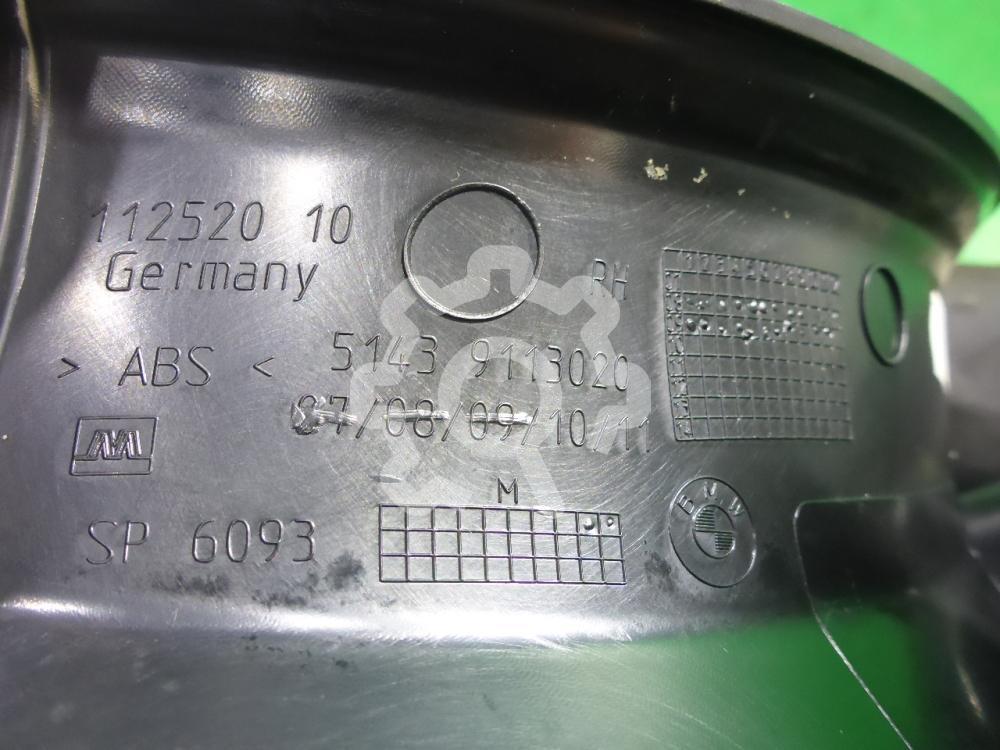 112520 10
Germany
RH
> ABS < 5143 9113020
07/08/09/10/11
M
BMW
SP 6093